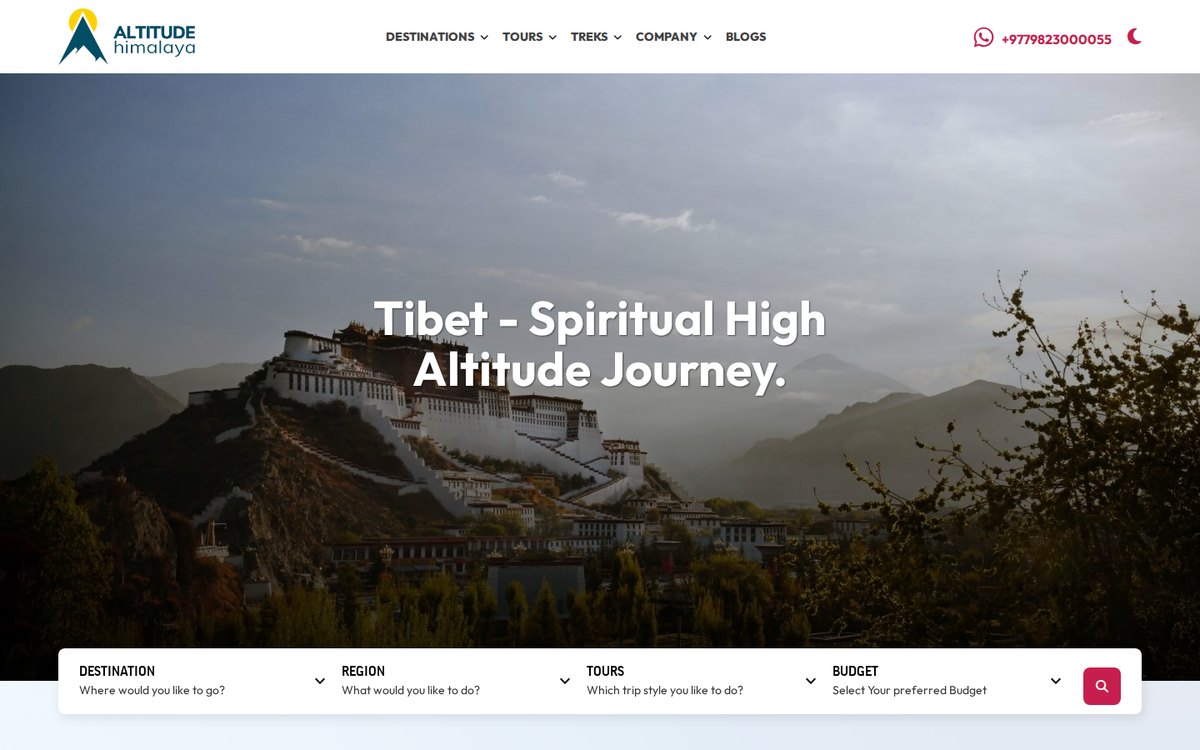 ALTITUDE
himalaya
DESTINATIONS TOURS TREKS COMPANY BLOGS
+9779823000055
Tibet - Spiritual High
Altitude Journey.
DESTINATION
Where would you like to go?
REGION
What would you like to do?
TOURS
Which trip style you like to do?
BUDGET
Select Your preferred Budget